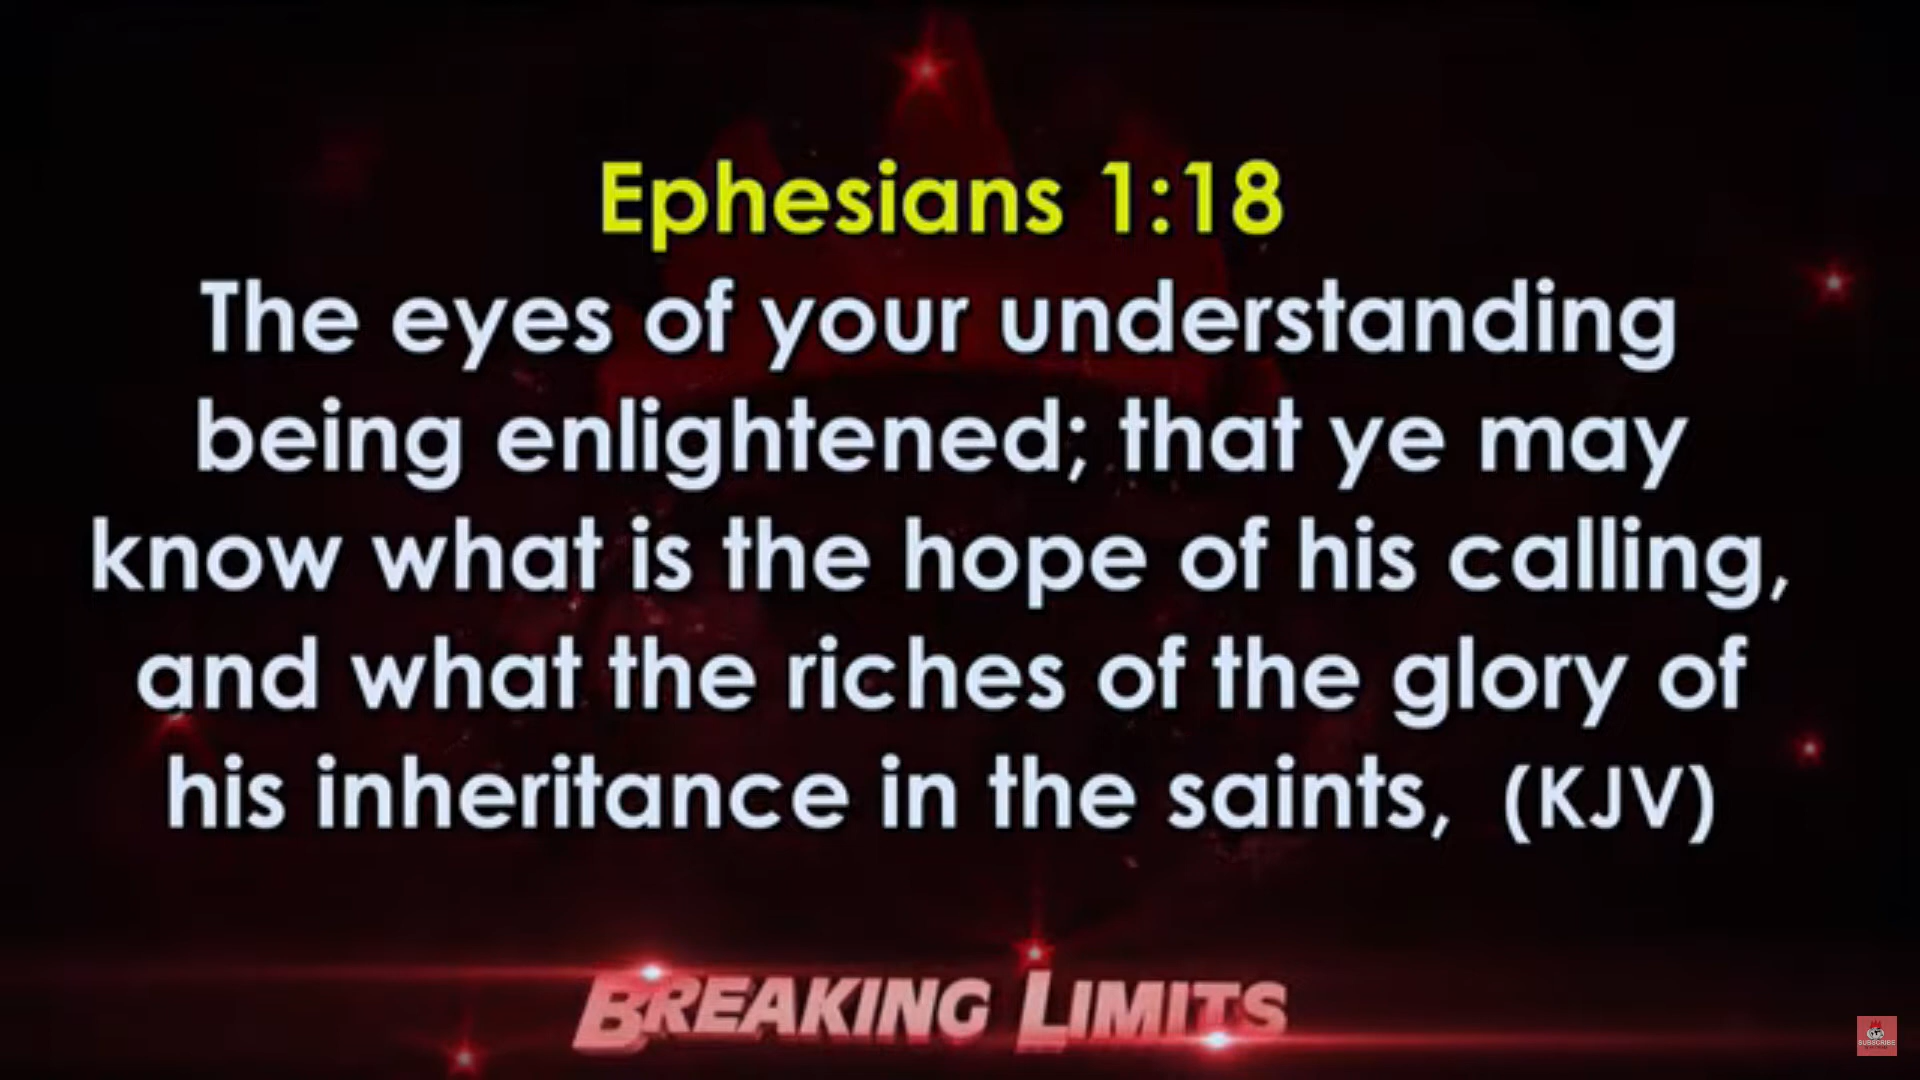 Ephesians 1:18
The eyes of your understanding
being enlightened; that ye may
know what is the hope of his calling,
and what the riches of the glory of
his inheritance in the saints, (KJV)
BREAKING LIMITS
SUBSCRIBE